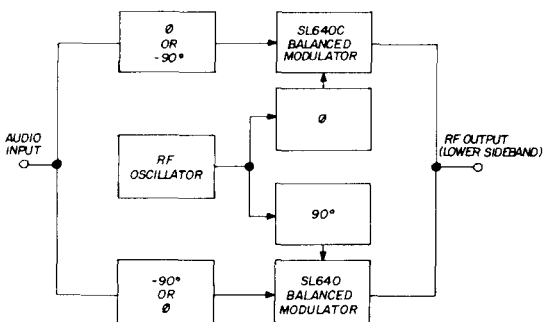 Ø
OR
-90°
SL640C
BALANCED
MODULATOR
AUDIO
INPUT
RF
OSCILLATOR
Ø
RF OUTPUT
(LOWER SIDEBAND)
90°
-90°
OR
Ø
SL640
BALANCED
MODULATOR